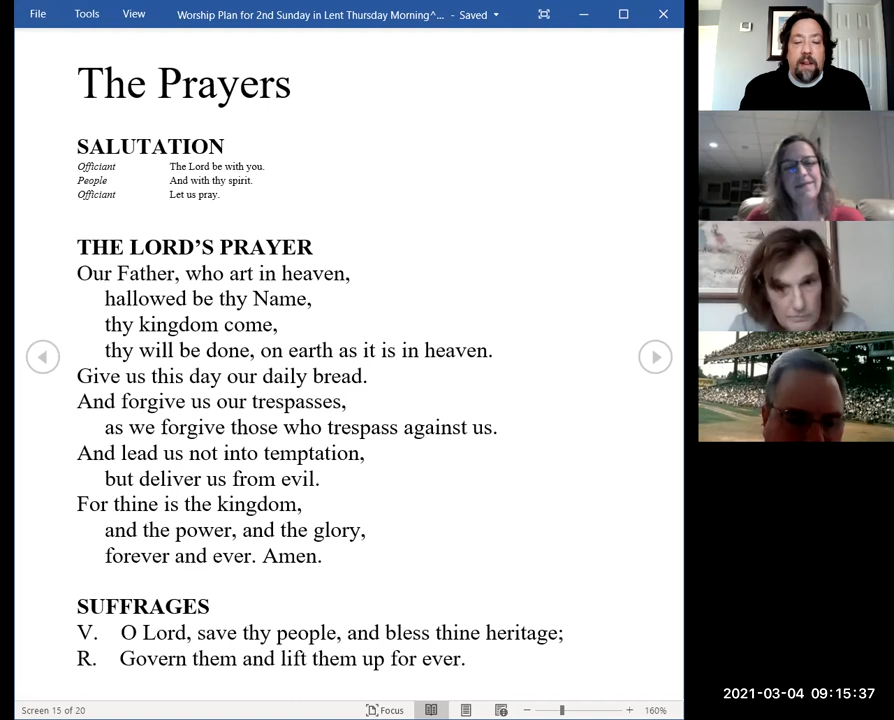 File Tools View Worship Plan for 2nd Sunday in Lent Thursday Morning^... - Saved
The Prayers
SALUTATION
Officiant The Lord be with you.
People And with thy spirit.
Officiant Let us pray.
THE LORD’S PRAYER
Our Father, who art in heaven,
hallowed be thy Name,
thy kingdom come,
thy will be done, on earth as it is in heaven.
Give us this day our daily bread.
And forgive us our trespasses,
as we forgive those who trespass against us.
And lead us not into temptation,
but deliver us from evil.
For thine is the kingdom,
and the power, and the glory,
forever and ever. Amen.
SUFFRAGES
V. O Lord, save thy people, and bless thine heritage;
R. Govern them and lift them up for ever.
Screen 15 of 20 Focus 160%
2021-03-04 09:15:37